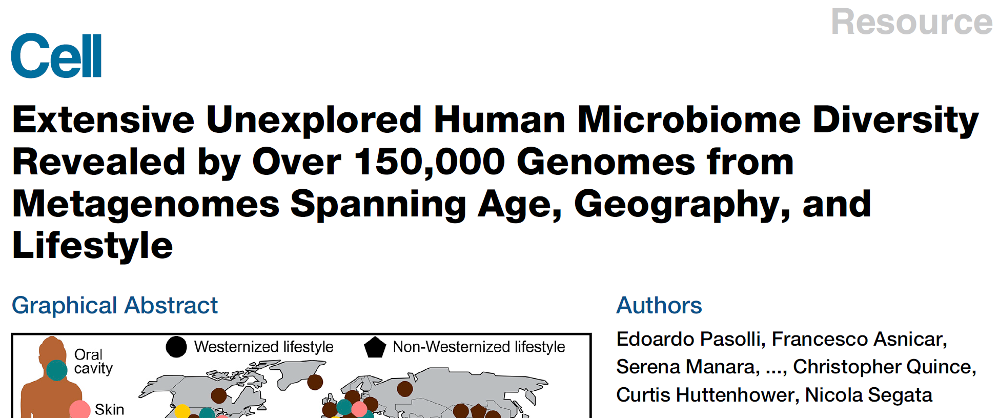 Resource
Cell
Extensive Unexplored Human Microbiome Diversity
Revealed by Over 150,000 Genomes from
Metagenomes Spanning Age, Geography, and
Lifestyle
Graphical Abstract
Oral
cavity
Skin
Westernized lifestyle
Non-Westernized lifestyle
Authors
Edoardo Pasolli, Francesco Asnicar,
Serena Manara, ..., Christopher Quince,
Curtis Huttenhower, Nicola Segata